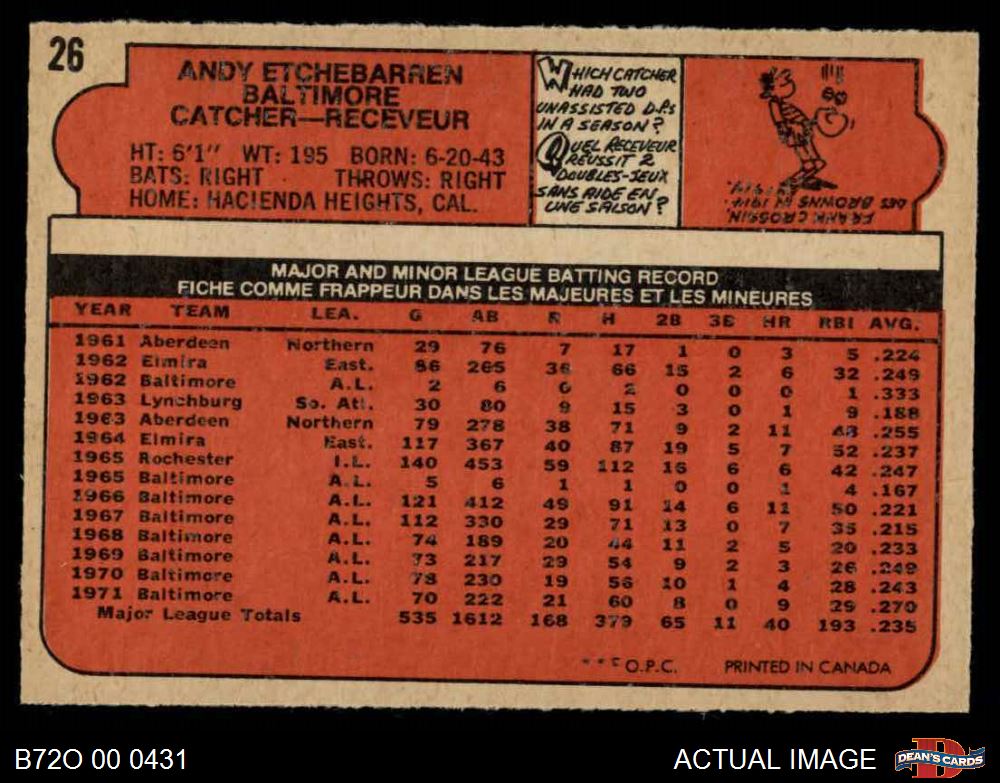 26
ANDY ETCHEBARREN
BALTIMORE
CATCHER—RECEVEUR
HT: 6'1" WT: 195 BORN: 6-20-43
BATS: RIGHT THROWS: RIGHT
HOME: HACIENDA HEIGHTS, CAL.
WHICH CATCHER
HAD TWO
UNASSISTED D.P.s
IN A SEASON?
QUEL RECEVEUR
REUSSIT 2
DOUBLES-JEUX
SANS AIDE EN
UNE SAISON?
FRANK CROSSIN
DES BROWNS IN 1914.
MAJOR AND MINOR LEAGUE BATTING RECORD
FICHE COMME FRAPPEUR DANS LES MAJEURES ET LES MINEURES
YEAR TEAM LEA. G AB R H 2B 3B HR RBI AVG.
1961 Aberdeen Northern 29 76 7 17 1 0 3 5 .224
1962 Elmira East. 86 265 36 66 15 2 6 32 .249
1962 Baltimore A.L. 2 6 0 2 0 0 0 1 .333
1963 Lynchburg So. Atl. 30 80 9 15 3 0 1 9 .188
1963 Aberdeen Northern 79 278 38 71 9 2 11 43 .255
1964 Elmira East. 117 367 40 87 19 5 7 52 .237
1965 Rochester I.L. 140 453 59 112 16 6 6 42 .247
1965 Baltimore A.L. 5 6 1 1 0 0 1 4 .167
1966 Baltimore A.L. 121 412 49 91 14 6 11 50 .221
1967 Baltimore A.L. 112 330 29 71 13 0 7 35 .215
1968 Baltimore A.L. 74 189 20 44 11 2 5 20 .233
1969 Baltimore A.L. 73 217 29 54 9 2 3 26 .249
1970 Baltimore A.L. 78 230 19 56 10 1 4 28 .243
1971 Baltimore A.L. 70 222 21 60 8 0 9 29 .270
Major League Totals 535 1612 168 379 65 11 40 193 .235
O.P.C. PRINTED IN CANADA
B72O 00 0431
ACTUAL IMAGE
DEAN'S CARDS